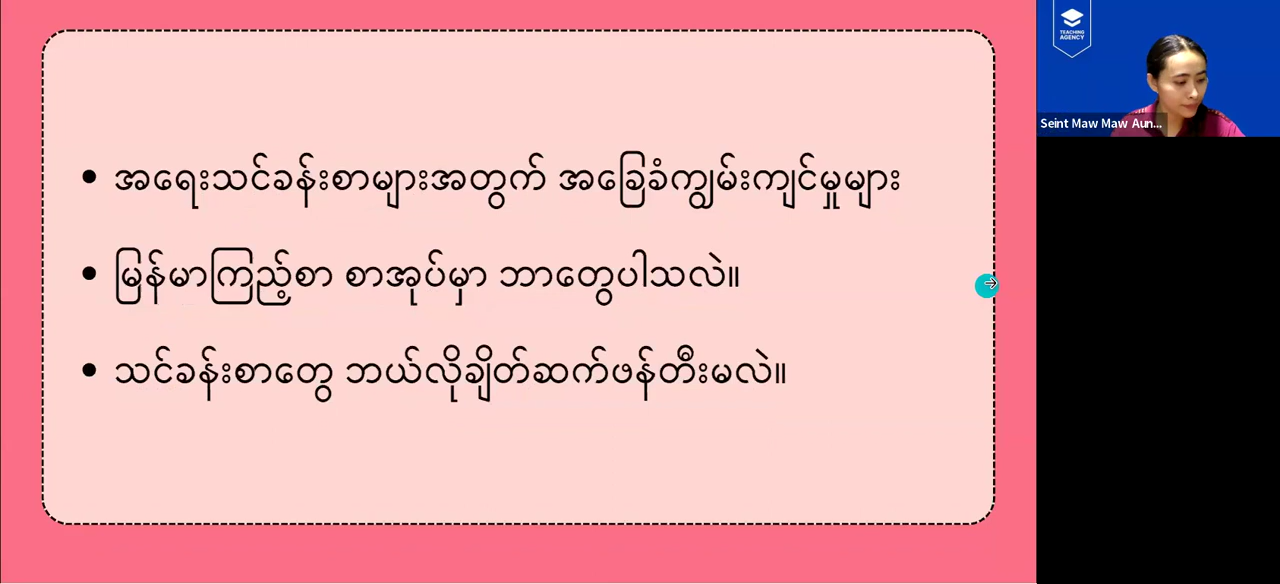 • အရေးသင်ခန်းစာများအတွက် အခြေခံကျွမ်းကျင်မှုများ
• မြန်မာကြည့်စာ စာအုပ်မှာ ဘာတွေပါသလဲ။
• သင်ခန်းစာတွေ ဘယ်လိုချိတ်ဆက်ဖန်တီးမလဲ။
TEACHING
AGENCY
Seint Maw Maw Aun...